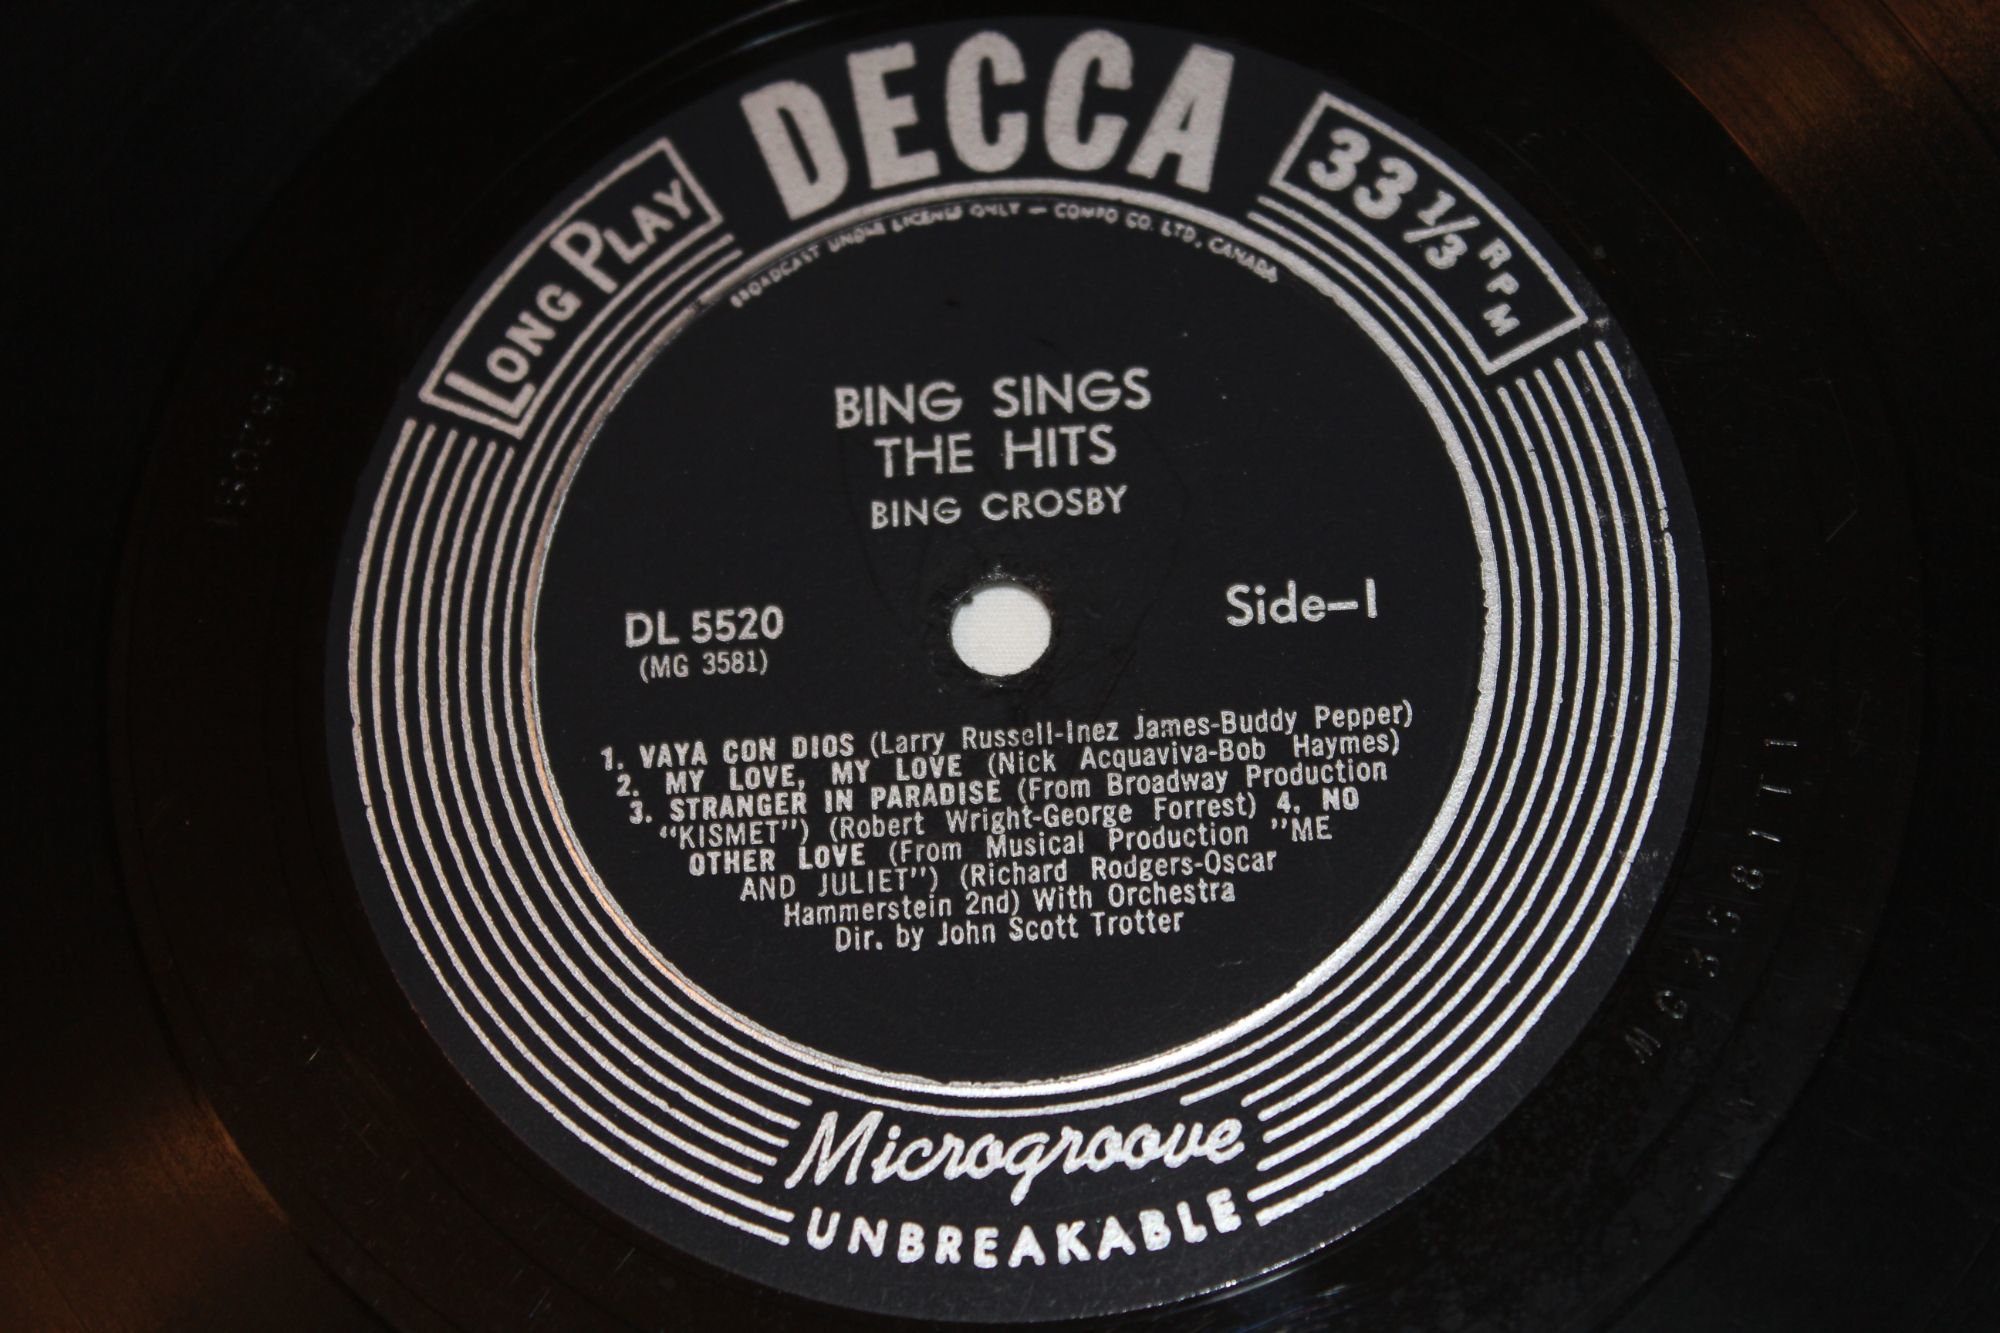 DECCA
LONG PLAY
33 1/3 RPM
BROADCAST UNDER LICENSE ONLY — COMPO CO. LTD., CANADA
BING SINGS
THE HITS
BING CROSBY
DL 5520
(MG 3581)
Side-1
1. VAYA CON DIOS (Larry Russell-Inez James-Buddy Pepper)
2. MY LOVE, MY LOVE (Nick Acquaviva-Bob Haymes)
3. STRANGER IN PARADISE (From Broadway Production
"KISMET") (Robert Wright-George Forrest) 4. NO
OTHER LOVE (From Musical Production "ME
AND JULIET") (Richard Rodgers-Oscar
Hammerstein 2nd) With Orchestra
Dir. by John Scott Trotter
Microgroove
UNBREAKABLE
MG3581T1